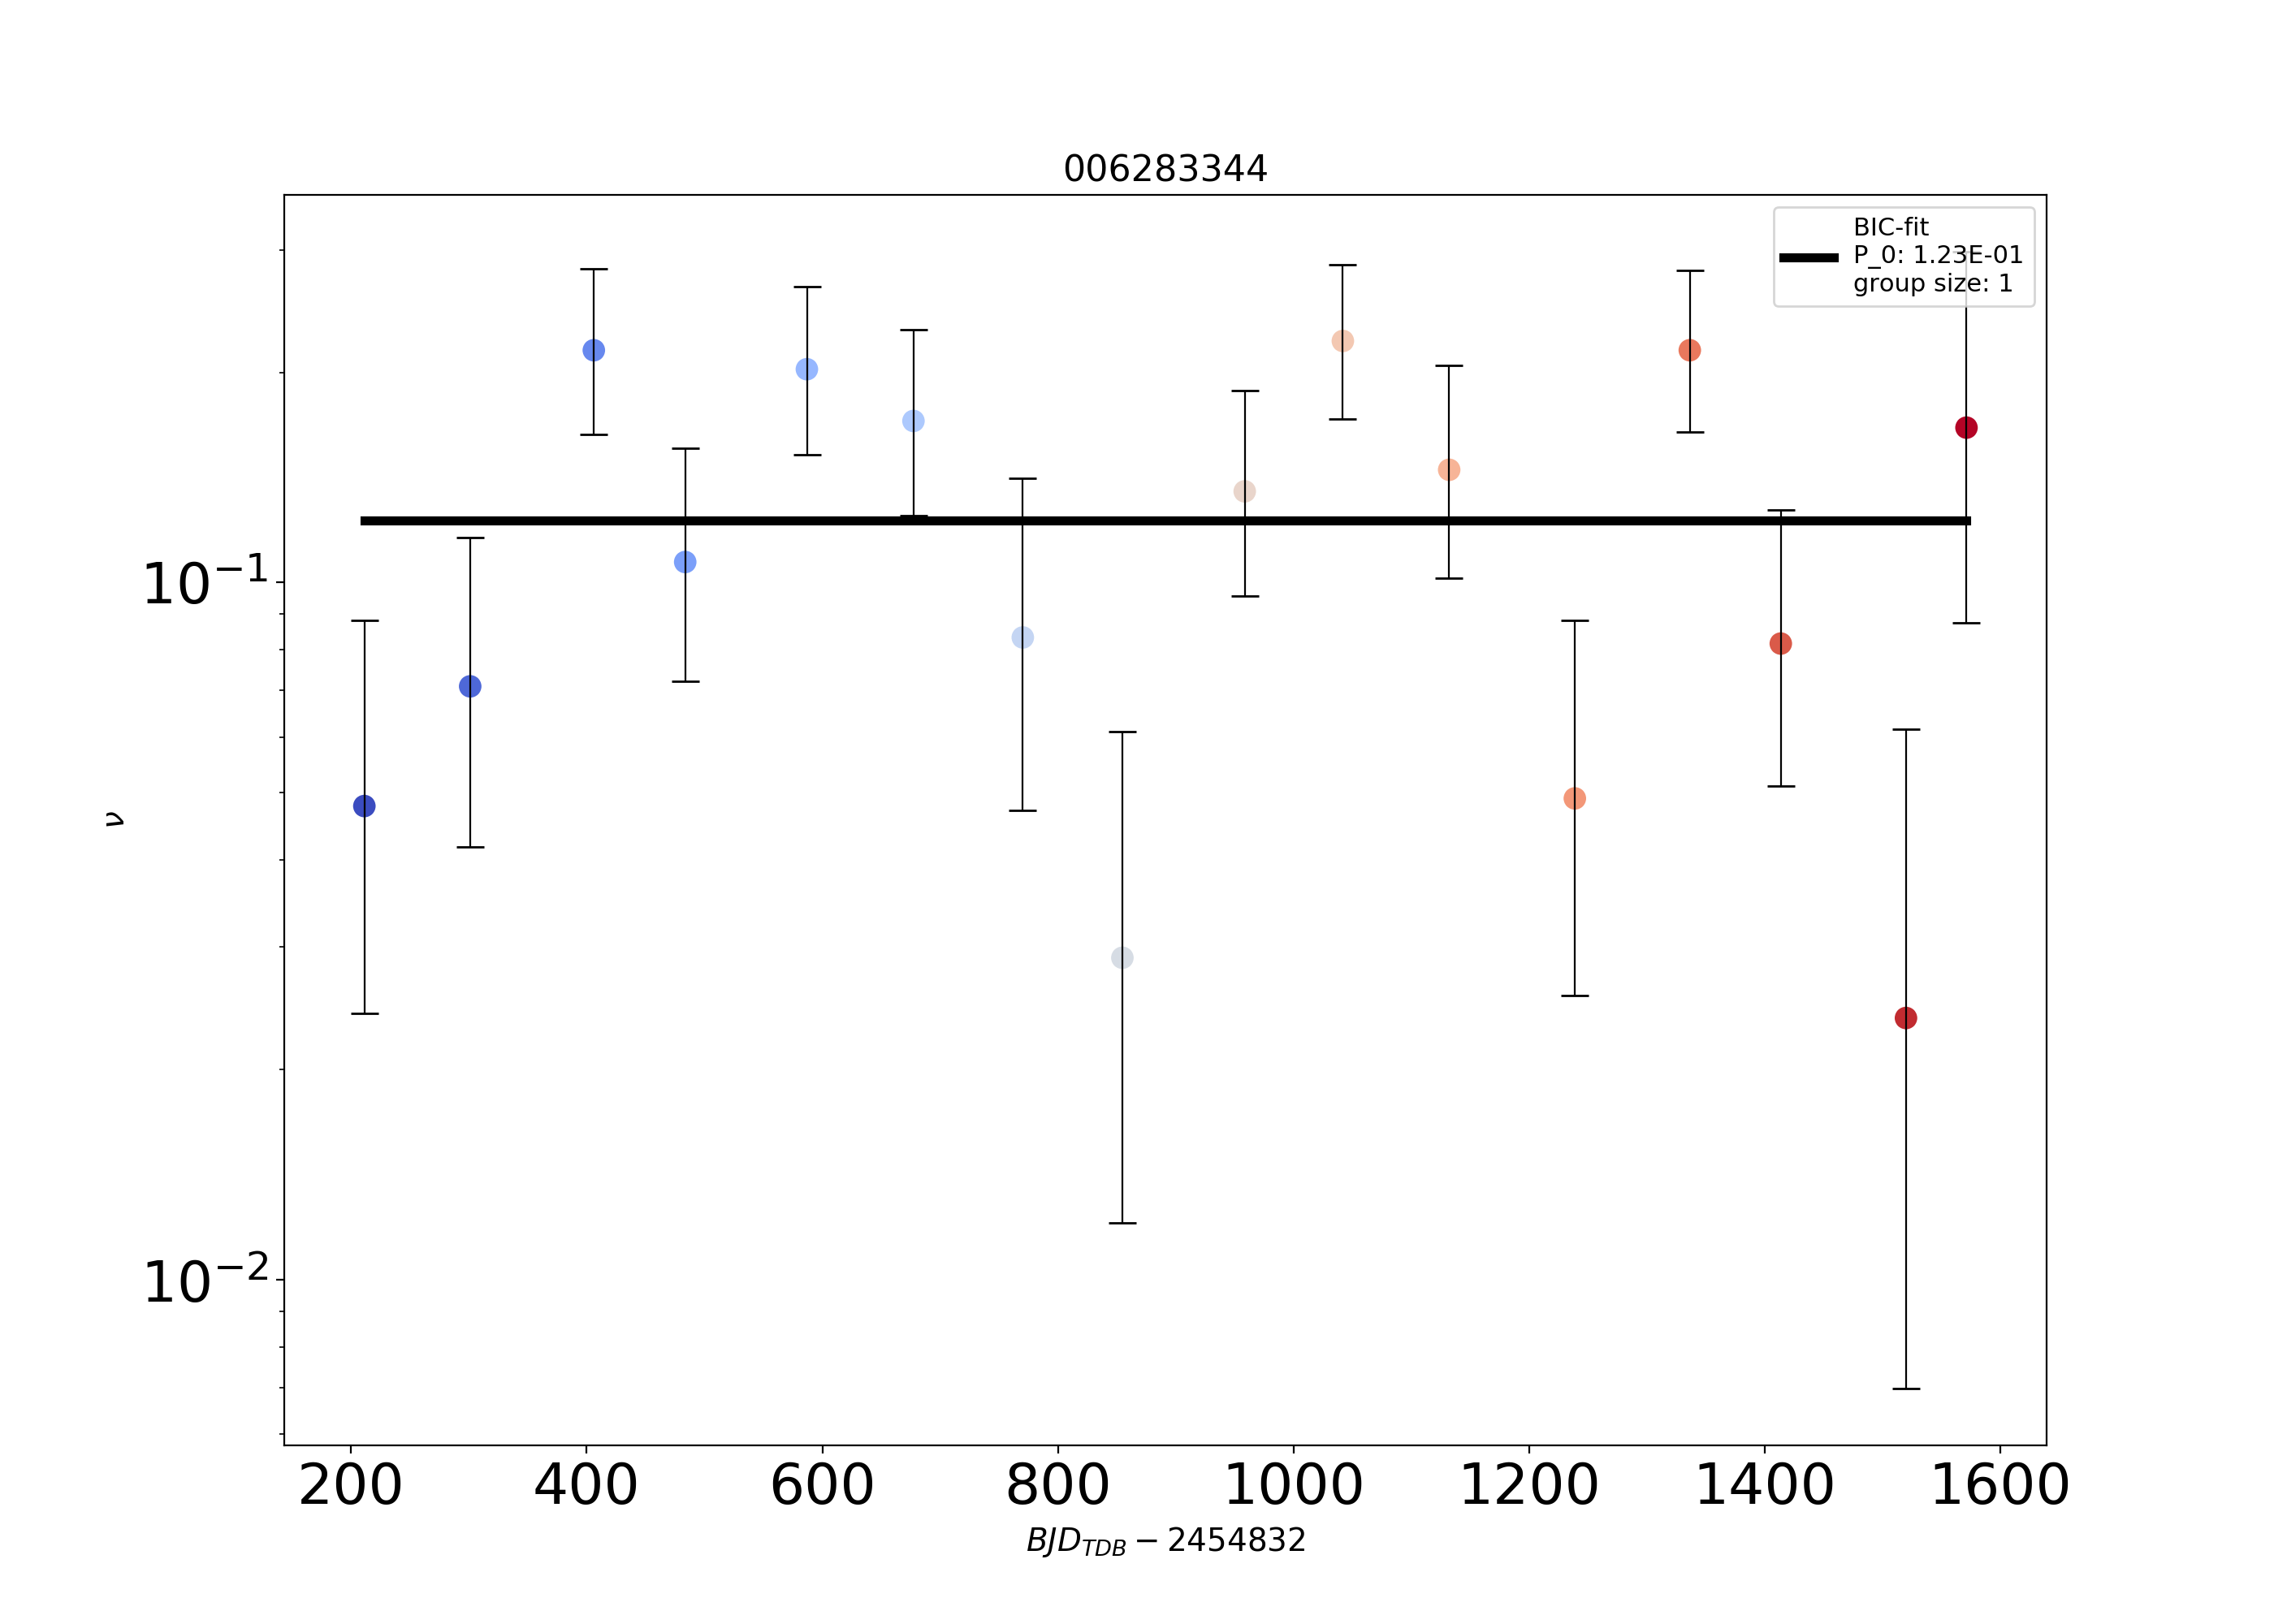 006283344
BIC-fit
P_0: 1.23E-01
group size: 1
10⁻¹
10⁻²
ν
200 400 600 800 1000 1200 1400 1600
BJD_TDB − 2454832